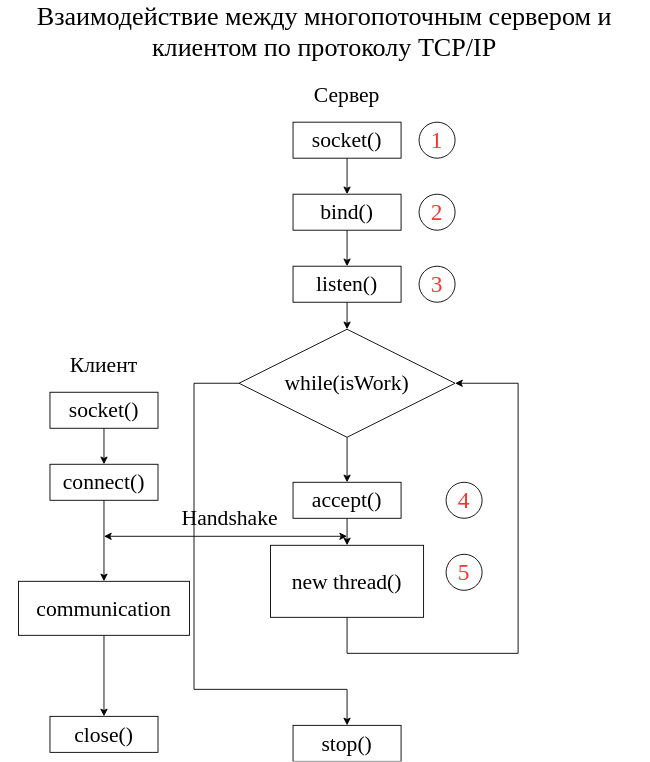 Взаимодействие между многопоточным сервером и
клиентом по протоколу TCP/IP
Сервер
socket()
1
bind()
2
listen()
3
while(isWork)
Клиент
socket()
connect()
accept()
4
Handshake
new thread()
5
communication
close()
stop()